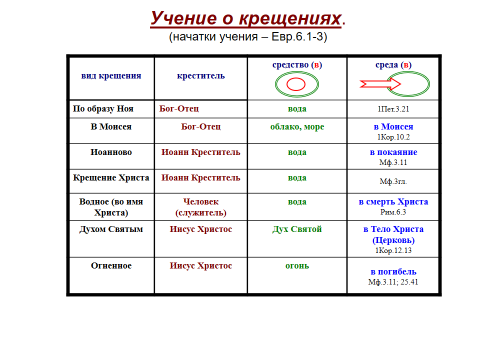 Учение о крещениях.
(начатки учения – Евр.6.1-3)
вид крещения креститель средство (в) среда (в)
По образу Ноя Бог-Отец вода 1Пет.3.21
В Моисея Бог-Отец облако, море в Моисея
1Кор.10.2
Иоанново Иоанн Креститель вода в покаяние
Мф.3.11
Крещение Христа Иоанн Креститель вода Мф.3гл.
Водное (во имя Христа) Человек (служитель) вода в смерть Христа
Рим.6.3
Духом Святым Иисус Христос Дух Святой в Тело Христа
(Церковь)
1Кор.12.13
Огненное Иисус Христос огонь в погибель
Мф.3.11; 25.41